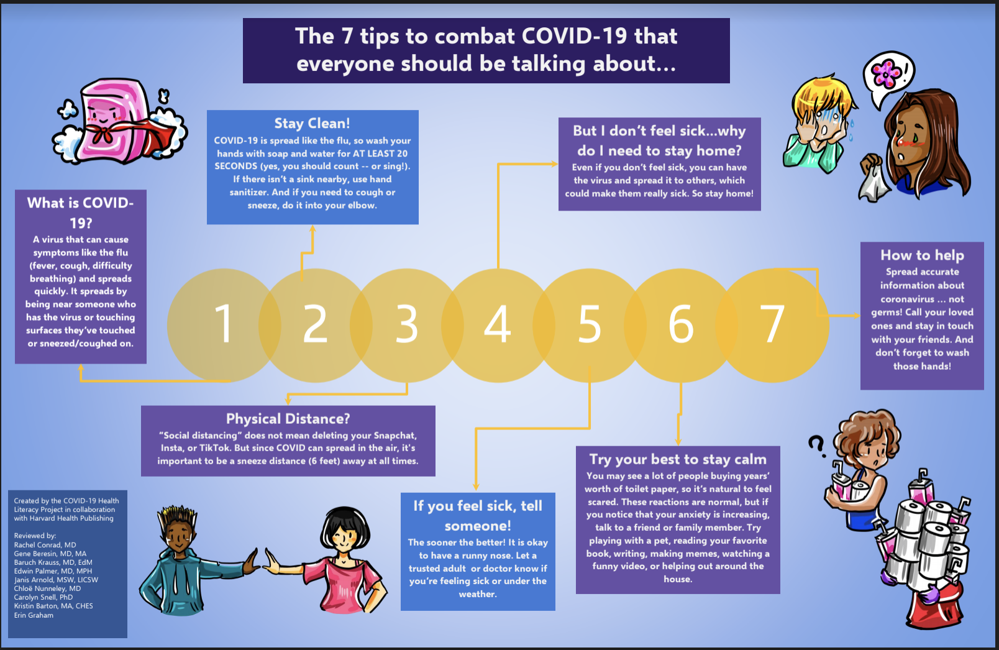 The 7 tips to combat COVID-19 that
everyone should be talking about...
What is COVID-
19?
A virus that can cause
symptoms like the flu
(fever, cough, difficulty
breathing) and spreads
quickly. It spreads by
being near someone who
has the virus or touching
surfaces they've touched
or sneezed/coughed on.
Stay Clean!
COVID-19 is spread like the flu, so wash your
hands with soap and water for AT LEAST 20
SECONDS (yes, you should count -- or sing!).
If there isn't a sink nearby, use hand
sanitizer. And if you need to cough or
sneeze, do it into your elbow.
But I don't feel sick...why
do I need to stay home?
Even if you don't feel sick, you can have
the virus and spread it to others, which
could make them really sick. So stay home!
!
How to help
Spread accurate
information about
coronavirus ... not
germs! Call your loved
ones and stay in touch
with your friends. And
don't forget to wash
those hands!
1
2
3
4
5
6
7
Physical Distance?
"Social distancing" does not mean deleting your Snapchat,
Insta, or TikTok. But since COVID can spread in the air, it's
important to be a sneeze distance (6 feet) away at all times.
If you feel sick, tell
someone!
The sooner the better! It is okay
to have a runny nose. Let a
trusted adult or doctor know if
you're feeling sick or under the
weather.
Try your best to stay calm
You may see a lot of people buying years'
worth of toilet paper, so it's natural to feel
scared. These reactions are normal, but if
you notice that your anxiety is increasing,
talk to a friend or family member. Try
playing with a pet, reading your favorite
book, writing, making memes, watching a
funny video, or helping out around the
house.
?
Created by the COVID-19 Health
Literacy Project in collaboration
with Harvard Health Publishing
Reviewed by:
Rachel Conrad, MD
Gene Beresin, MD, MA
Baruch Krauss, MD, EdM
Edwin Palmer, MD, MPH
Janis Arnold, MSW, LICSW
Chloë Nunneley, MD
Carolyn Snell, PhD
Kristin Barton, MA, CHES
Erin Graham